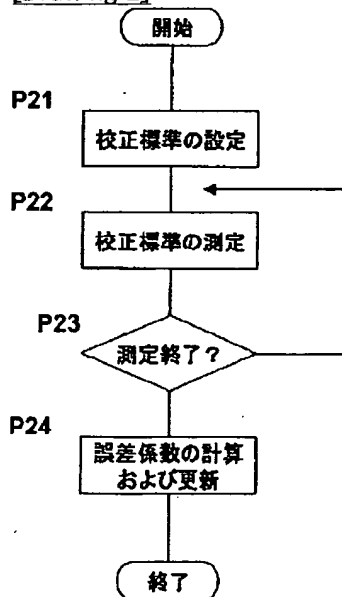 開始
P21
校正標準の設定
P22
校正標準の測定
P23
測定終了?
P24
誤差係数の計算
および更新
終了